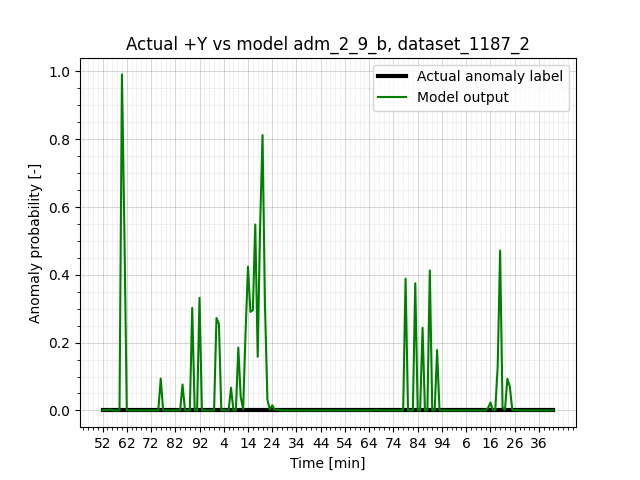 Actual +Y vs model adm_2_9_b, dataset_1187_2
Actual anomaly label
Model output
Anomaly probability [-]
1.0
0.8
0.6
0.4
0.2
0.0
52 62 72 82 92 4 14 24 34 44 54 64 74 84 94 6 16 26 36
Time [min]